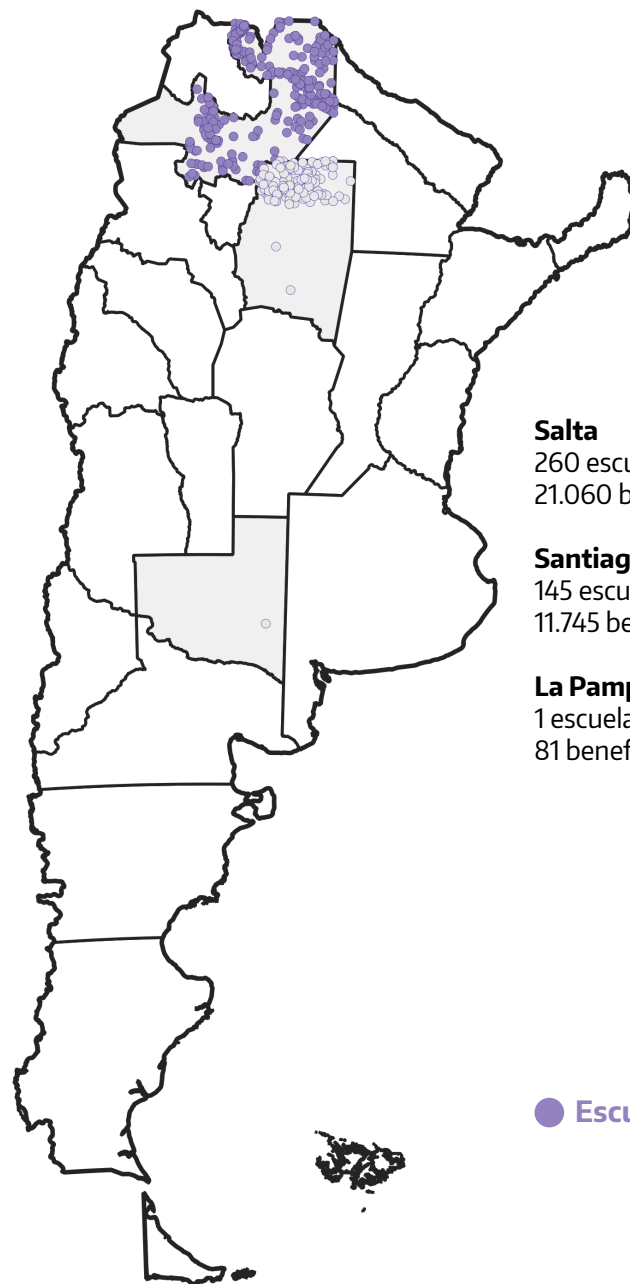 Salta
260 escu
21.060 b
Santiag
145 escu
11.745 be
La Pamp
1 escuela
81 benef
Escu